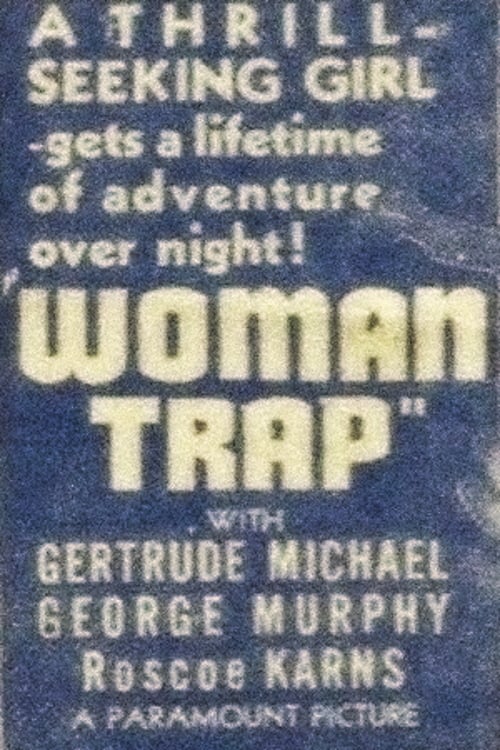 A THRILL-
SEEKING GIRL
-gets a lifetime
of adventure
over night!
"WOMAN
TRAP"
WITH
GERTRUDE MICHAEL
GEORGE MURPHY
Roscoe KARNS
A PARAMOUNT PICTURE